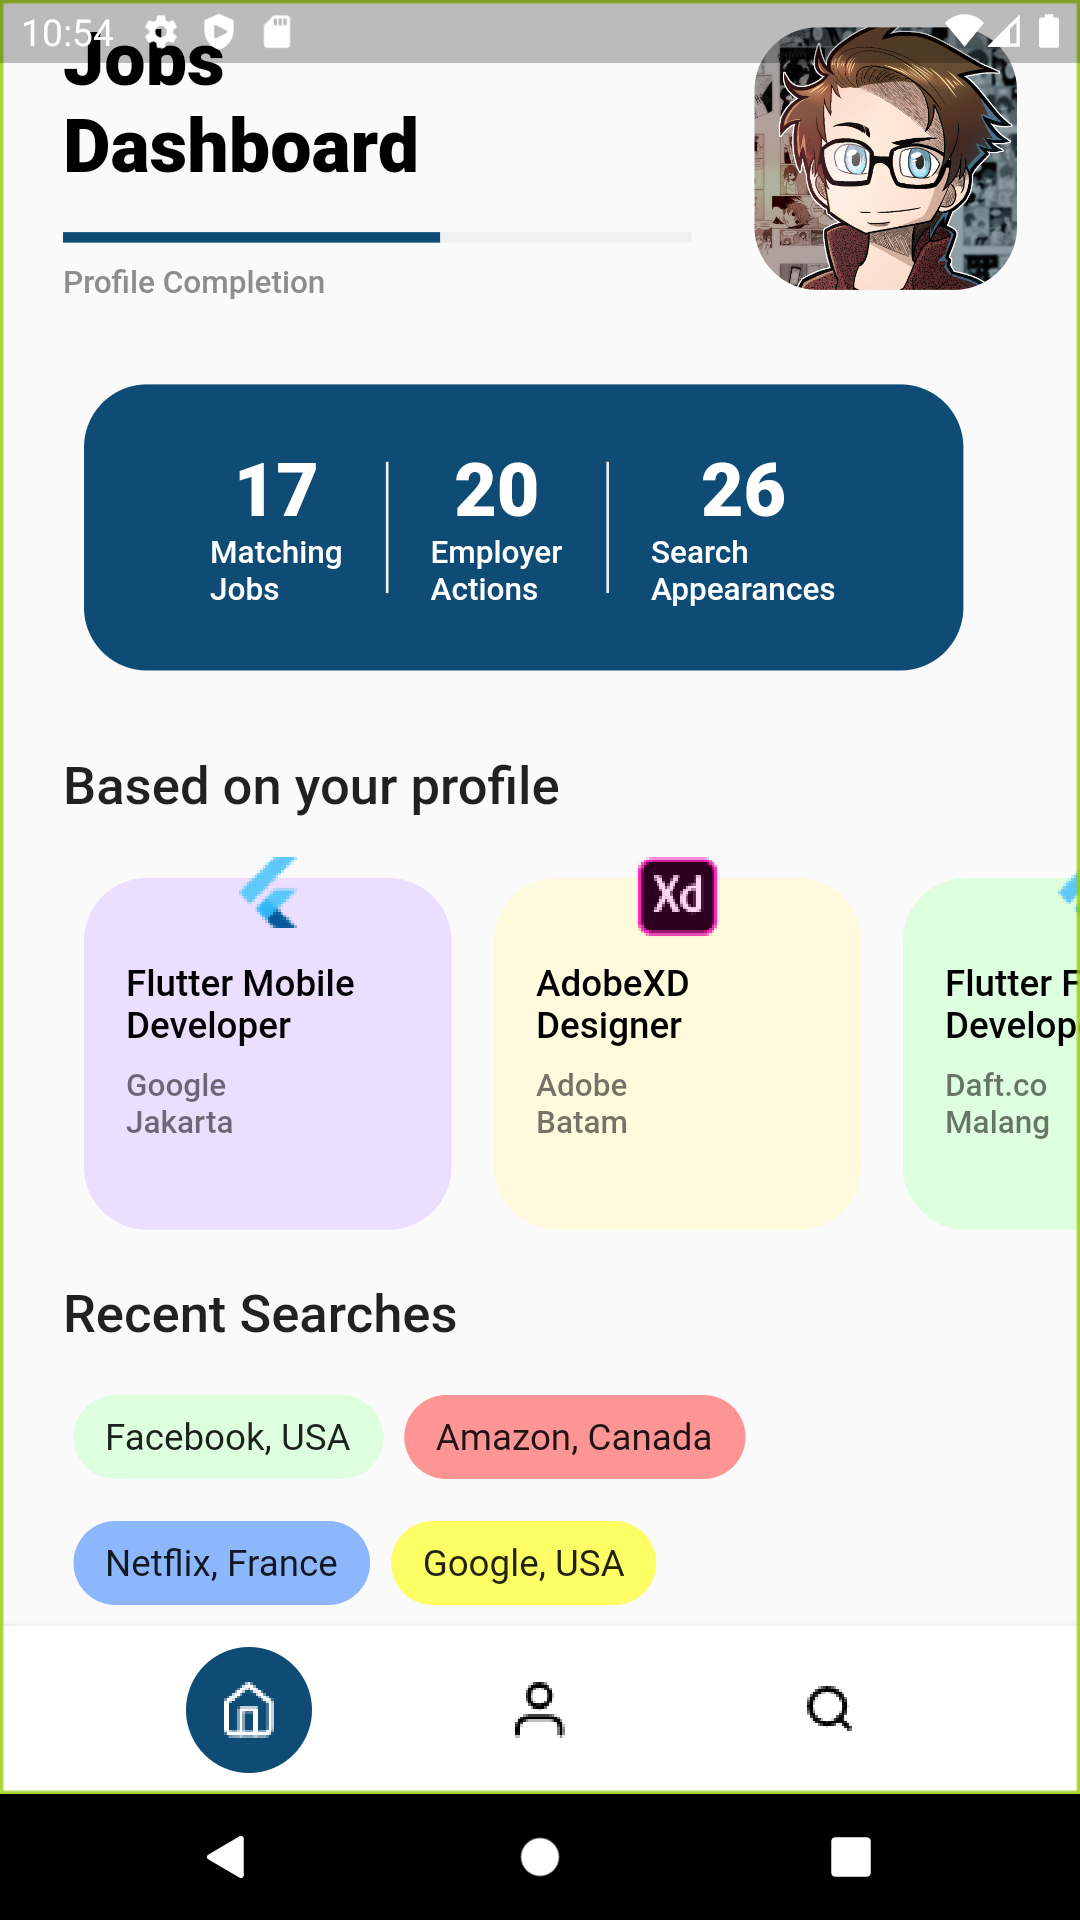 10:54
Jobs
Dashboard
Profile Completion
17 20 26
Matching Employer Search
Jobs Actions Appearances
Based on your profile
Xd
Flutter Mobile AdobeXD Flutter F
Developer Designer Develop
Google Adobe Daft.co
Jakarta Batam Malang
Recent Searches
Facebook, USA Amazon, Canada
Netflix, France Google, USA